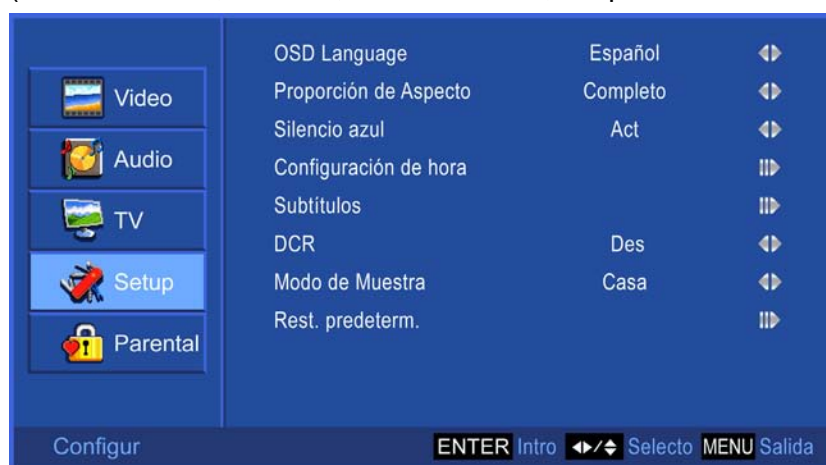 OSD Language Español
Video
Proporción de Aspecto Completo
Silencio azul Act
Audio
Configuración de hora
Subtitulos
TV
DCR Des
Setup
Modo de Muestra Casa
Rest. predeterm.
Parental
Configur ENTER Intro / Selecto MENU Salida